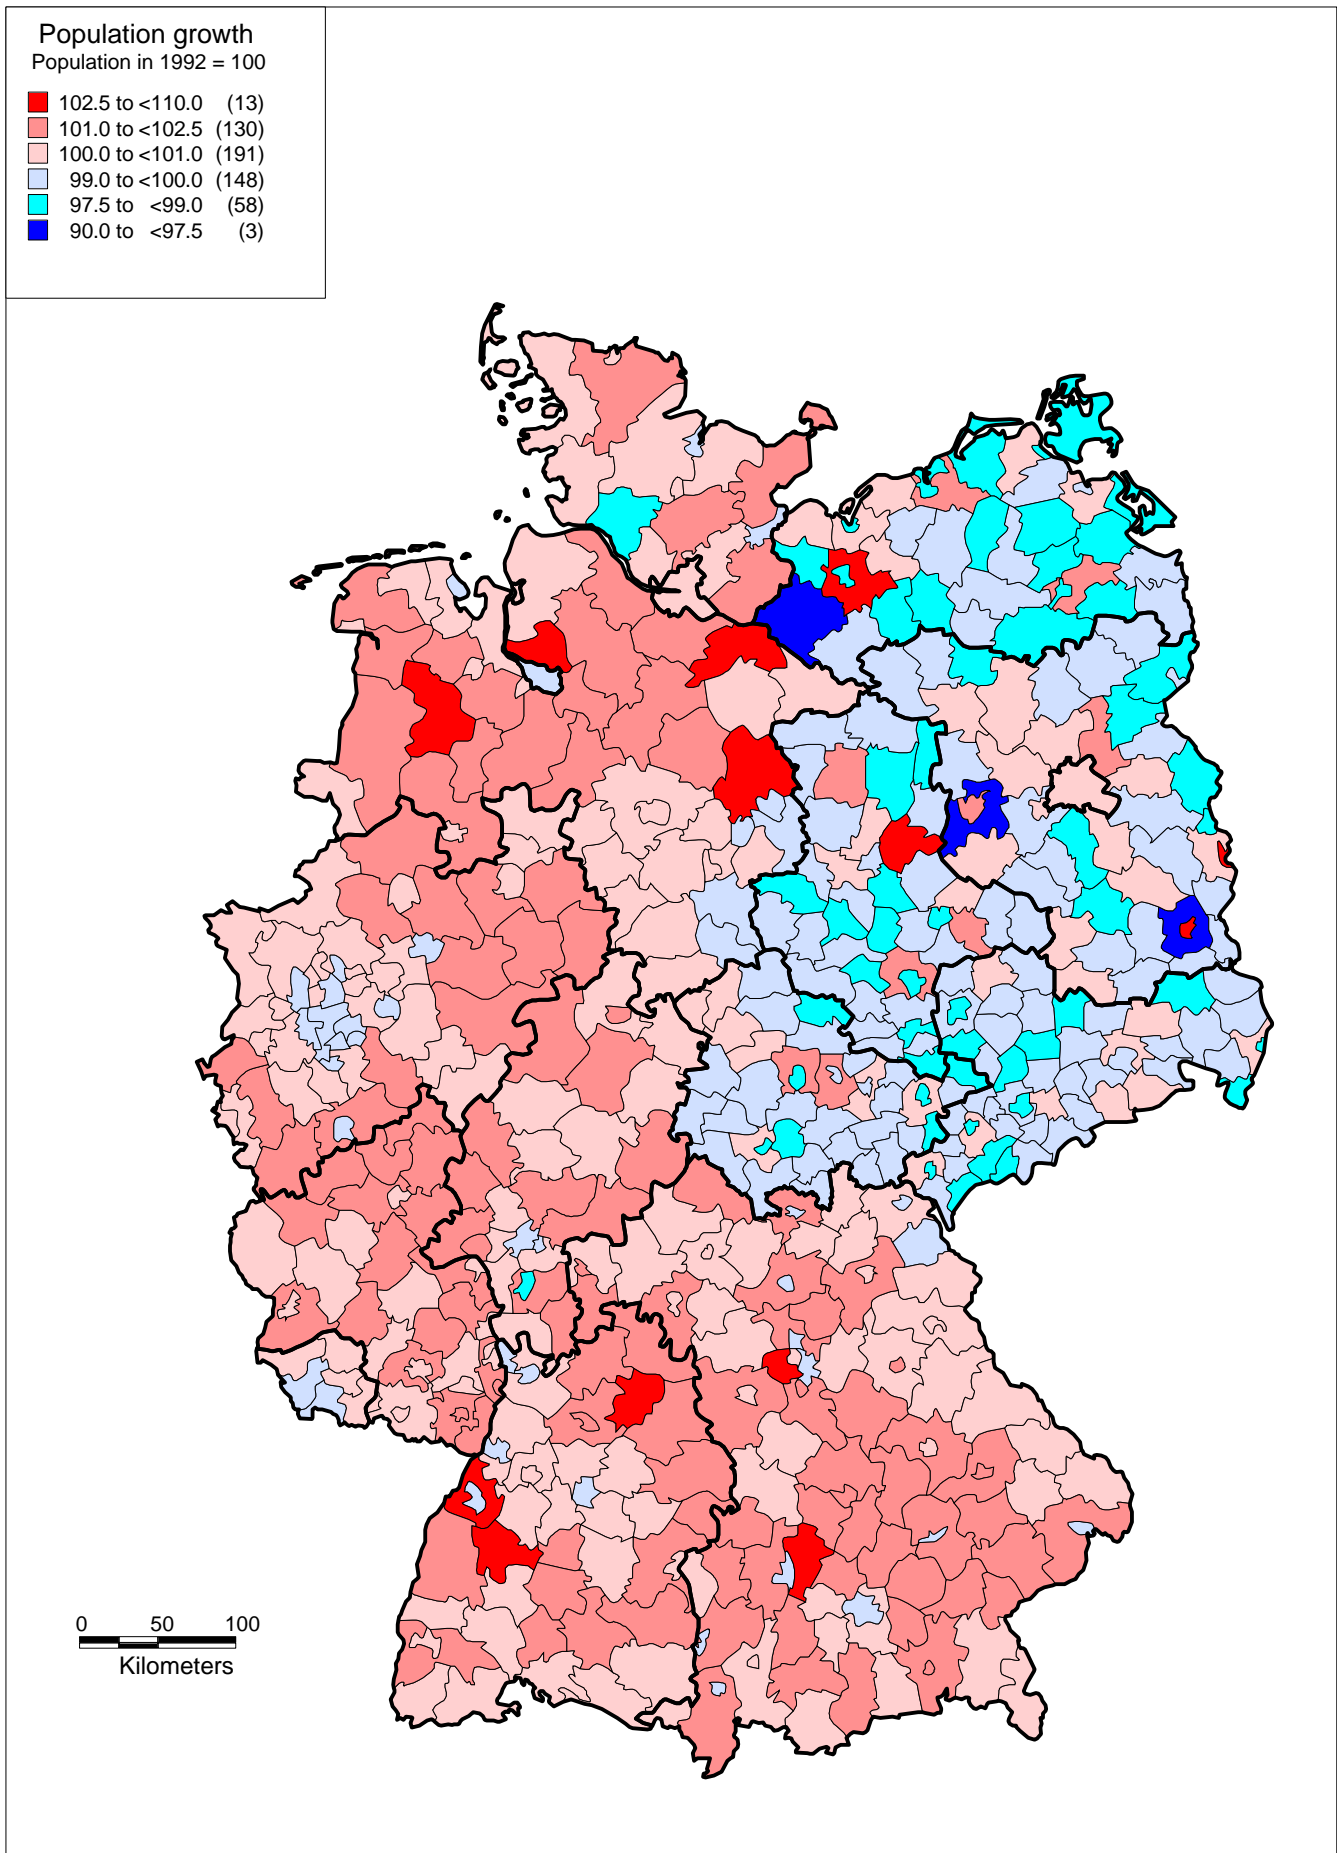 Population growth
Population in 1992 = 100
102.5 to <110.0 (13)
101.0 to <102.5 (130)
100.0 to <101.0 (191)
99.0 to <100.0 (148)
97.5 to <99.0 (58)
90.0 to <97.5 (3)
0 50 100
Kilometers